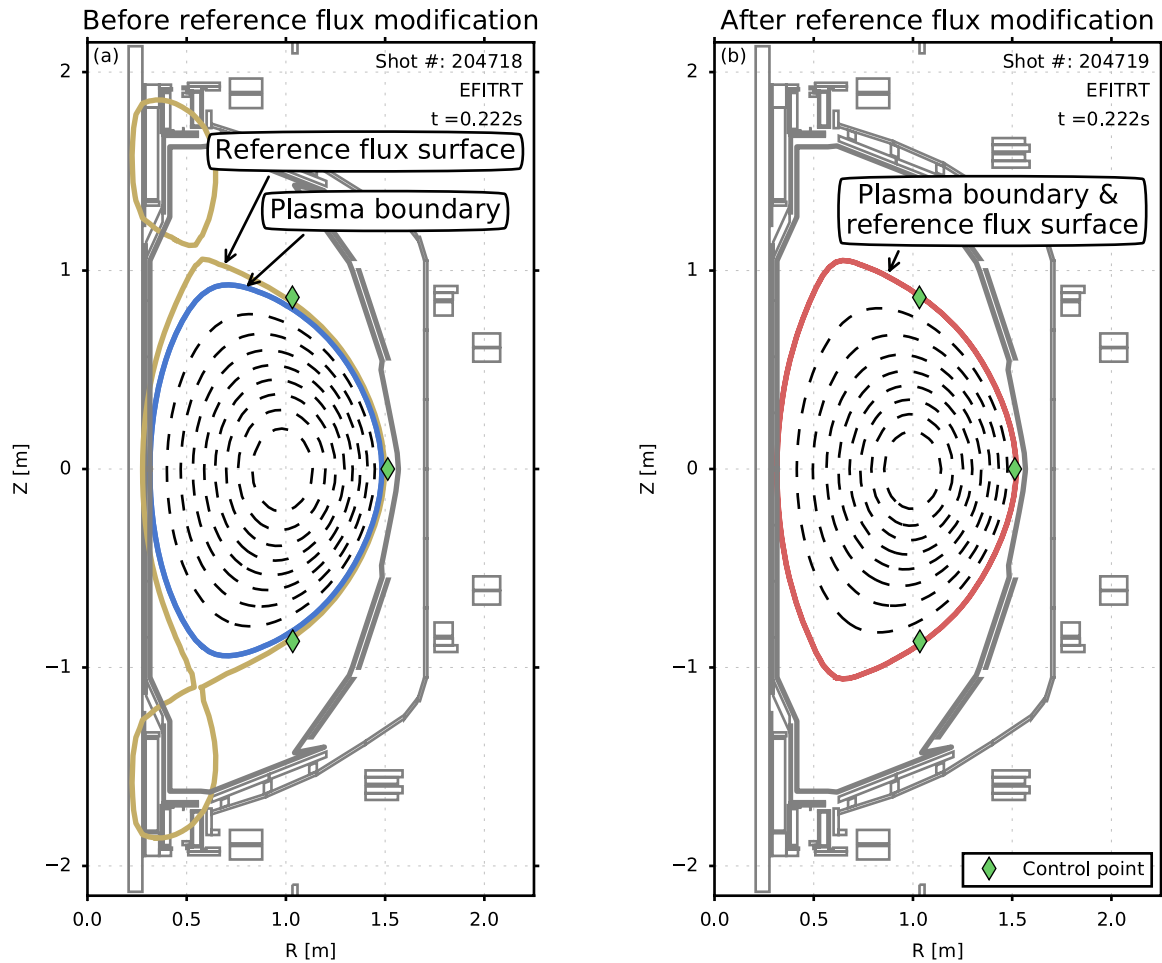 Before reference flux modification
(a)
Shot #: 204718
EFITRT
t =0.222s
Reference flux surface
Plasma boundary
Z [m]
2
1
0
−1
−2
0.0 0.5 1.0 1.5 2.0
R [m]
After reference flux modification
(b)
Shot #: 204719
EFITRT
t =0.222s
Plasma boundary &
reference flux surface
Z [m]
2
1
0
−1
−2
Control point
0.0 0.5 1.0 1.5 2.0
R [m]